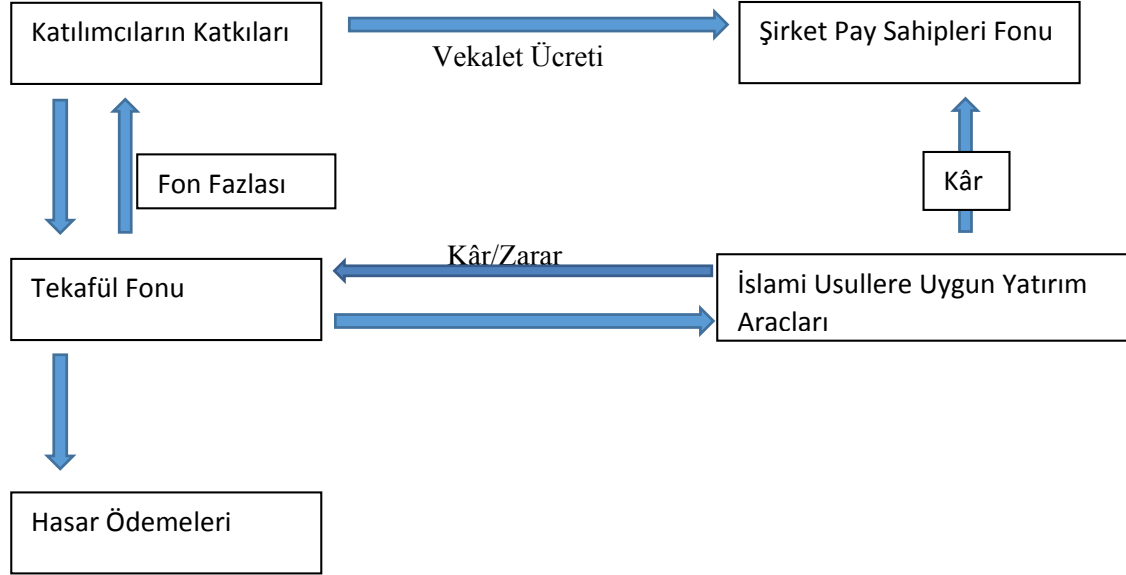 Katılımcıların Katkıları
Vekalet Ücreti
Şirket Pay Sahipleri Fonu
Fon Fazlası
Kâr
Tekafül Fonu
Kâr/Zarar
İslami Usullere Uygun Yatırım
Aracları
Hasar Ödemeleri